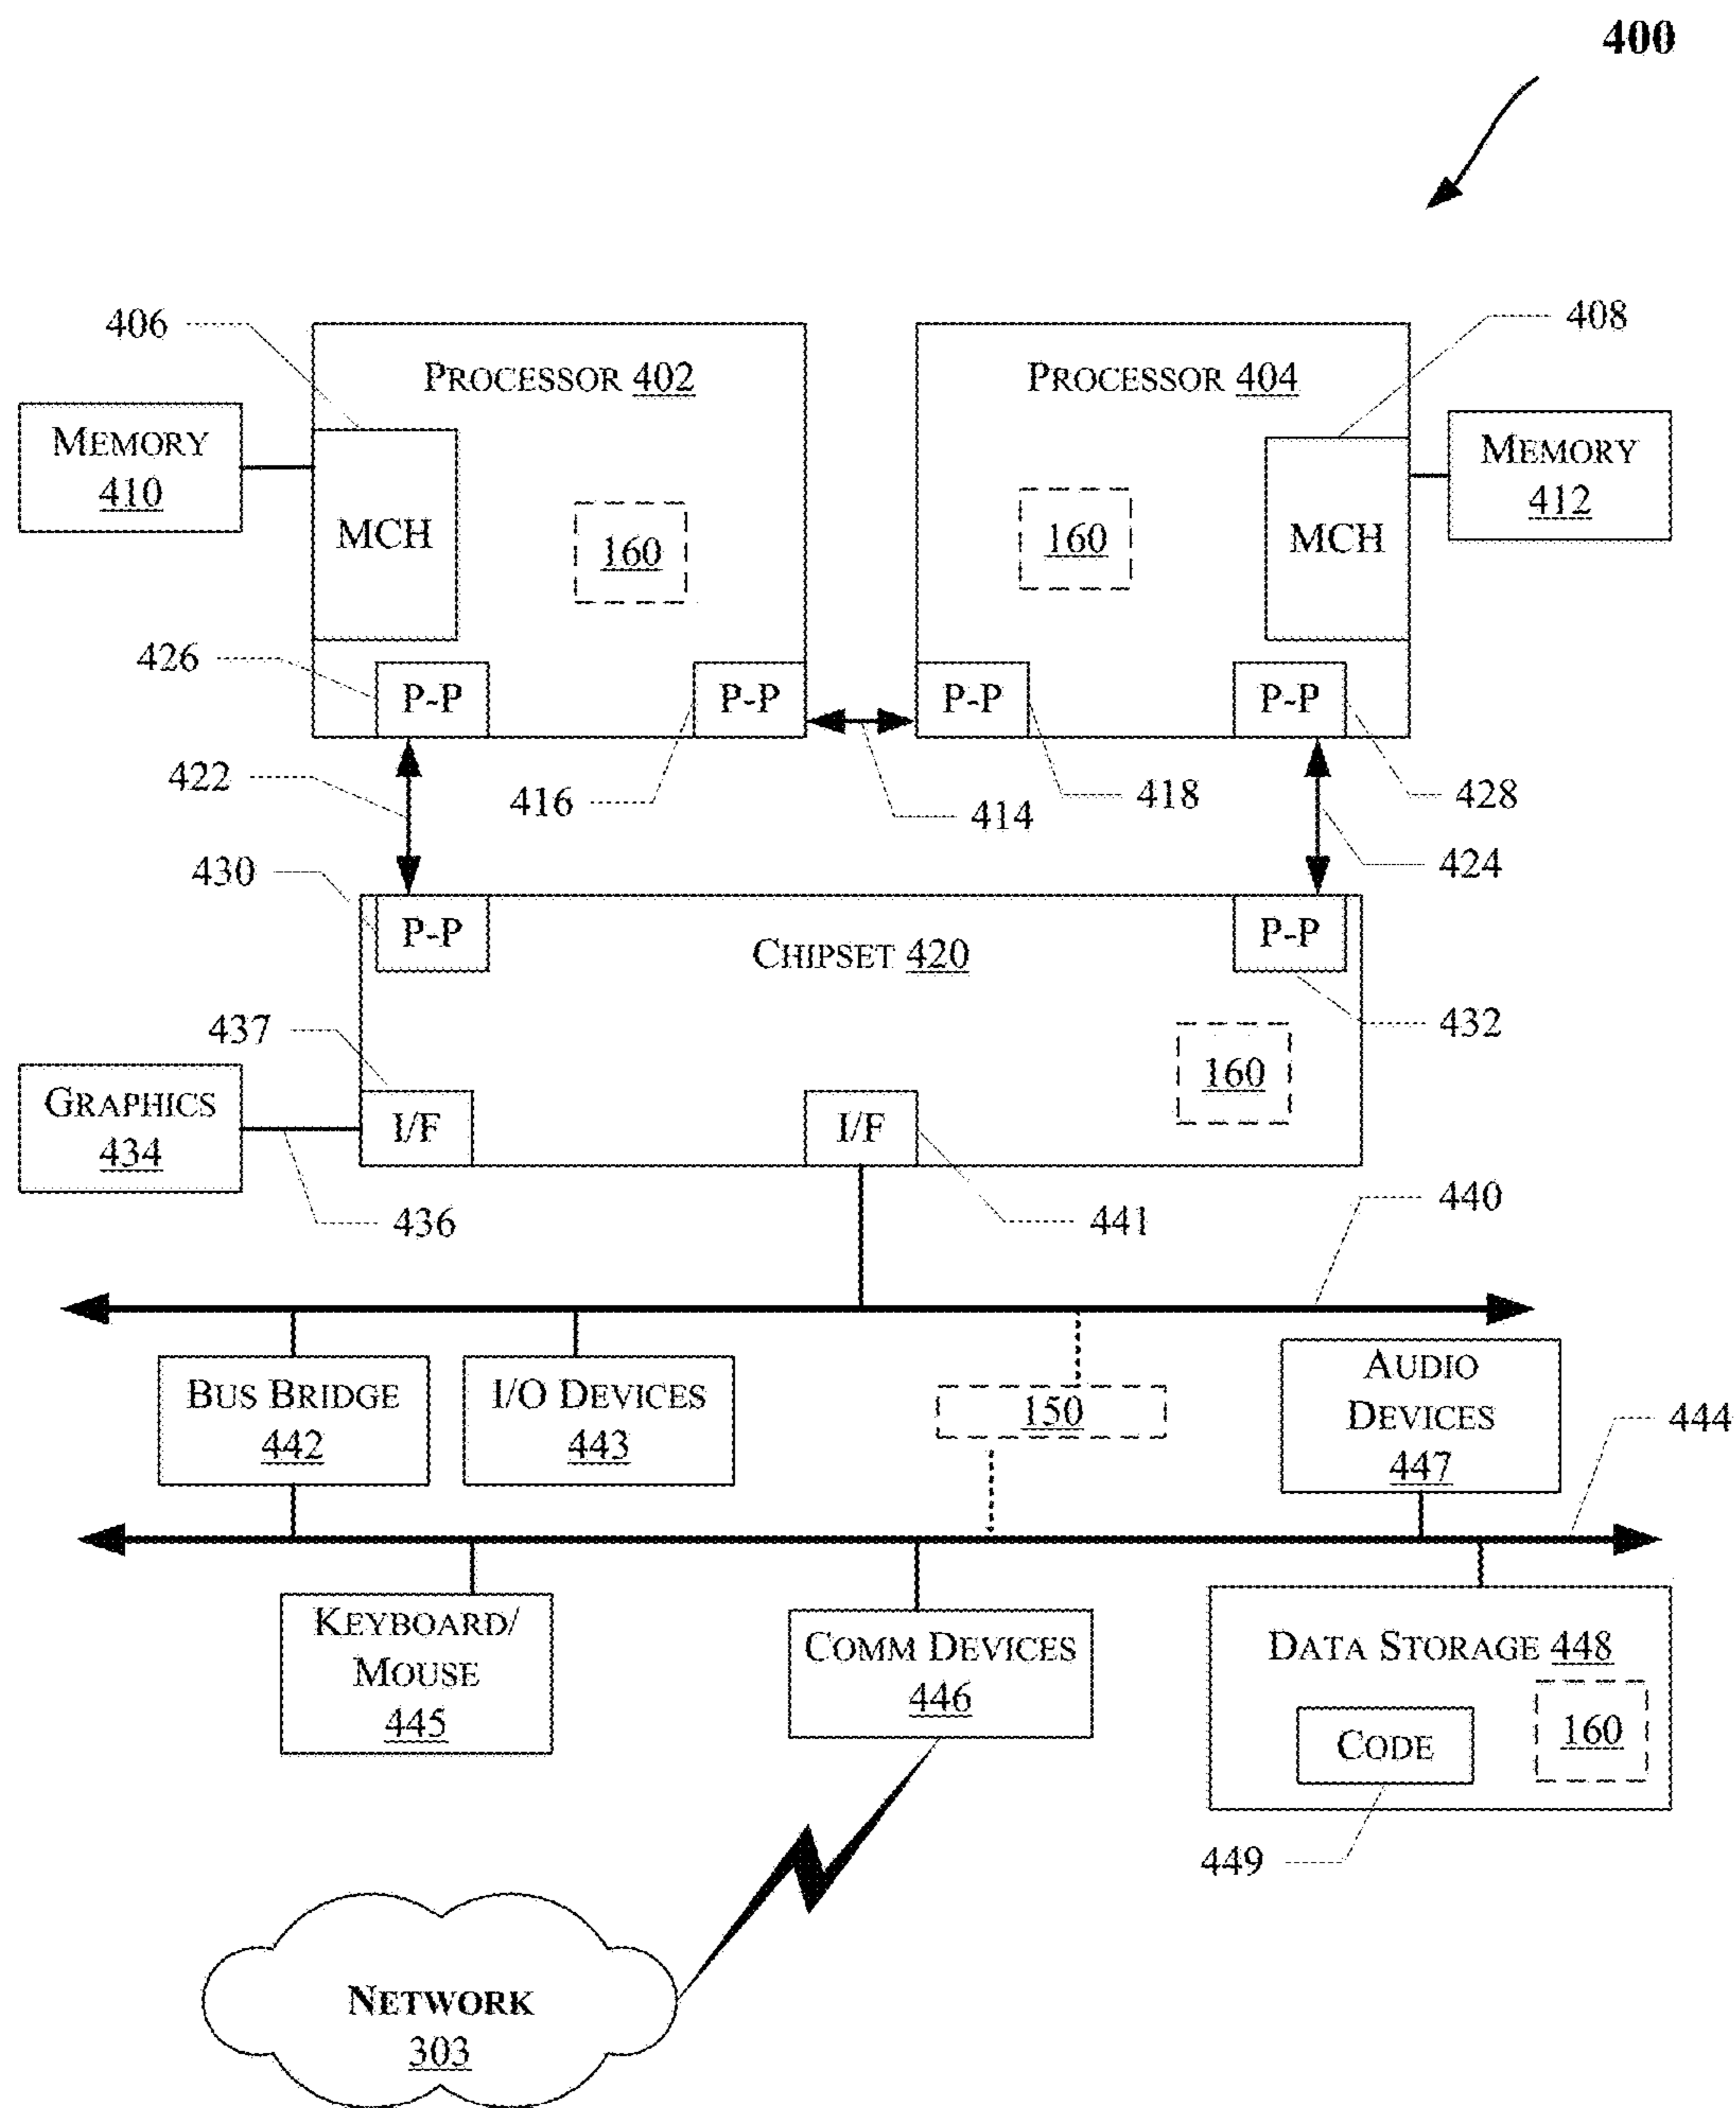 400
406
408
PROCESSOR 402
PROCESSOR 404
MEMORY
410
MEMORY
412
MCH
160
160
MCH
426
P-P
P-P
P-P
P-P
422
416
414
418
428
424
430
P-P
CHIPSET 420
P-P
437
432
160
GRAPHICS
434
I/F
I/F
436
441
440
BUS BRIDGE
442
I/O DEVICES
443
150
AUDIO
DEVICES
447
444
KEYBOARD/
MOUSE
445
COMM DEVICES
446
DATA STORAGE 448
CODE
160
449
NETWORK
303